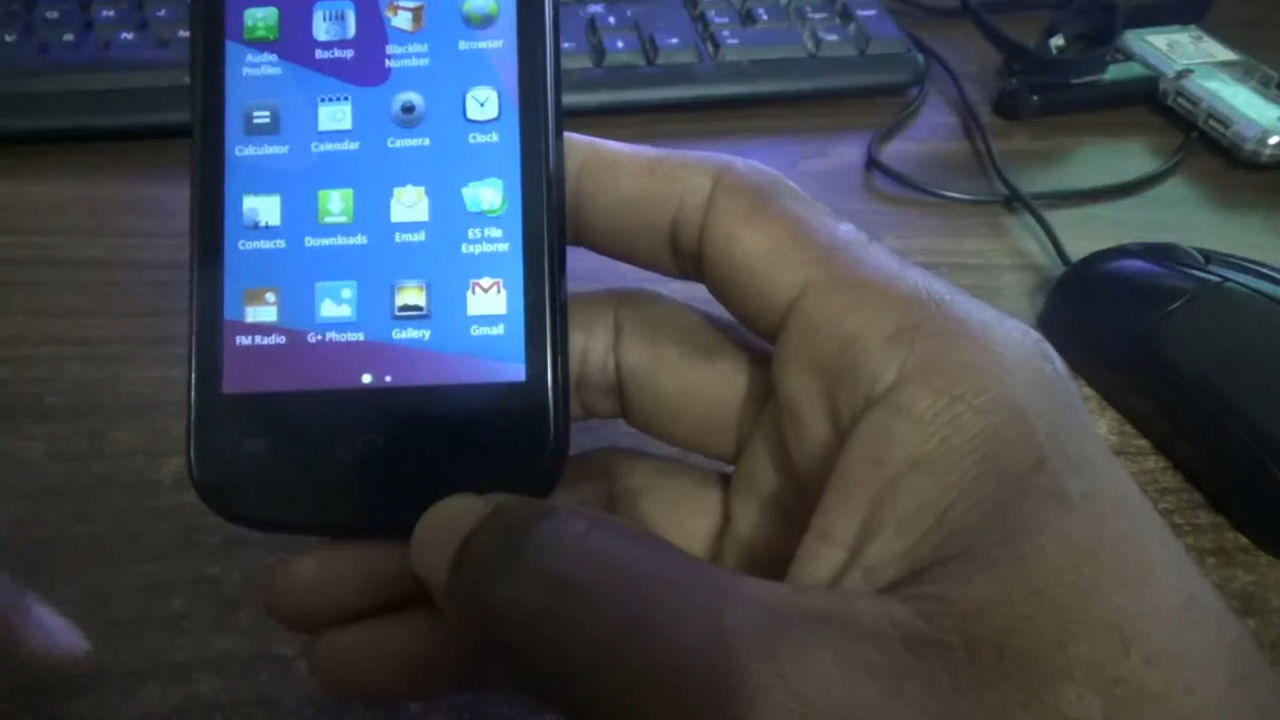 Audio
Profiles
Backup
Blacklist
Number
Browser
Calculator
Calendar
Camera
Clock
Contacts
Downloads
Email
ES File
Explorer
FM Radio
G+ Photos
Gallery
Gmail